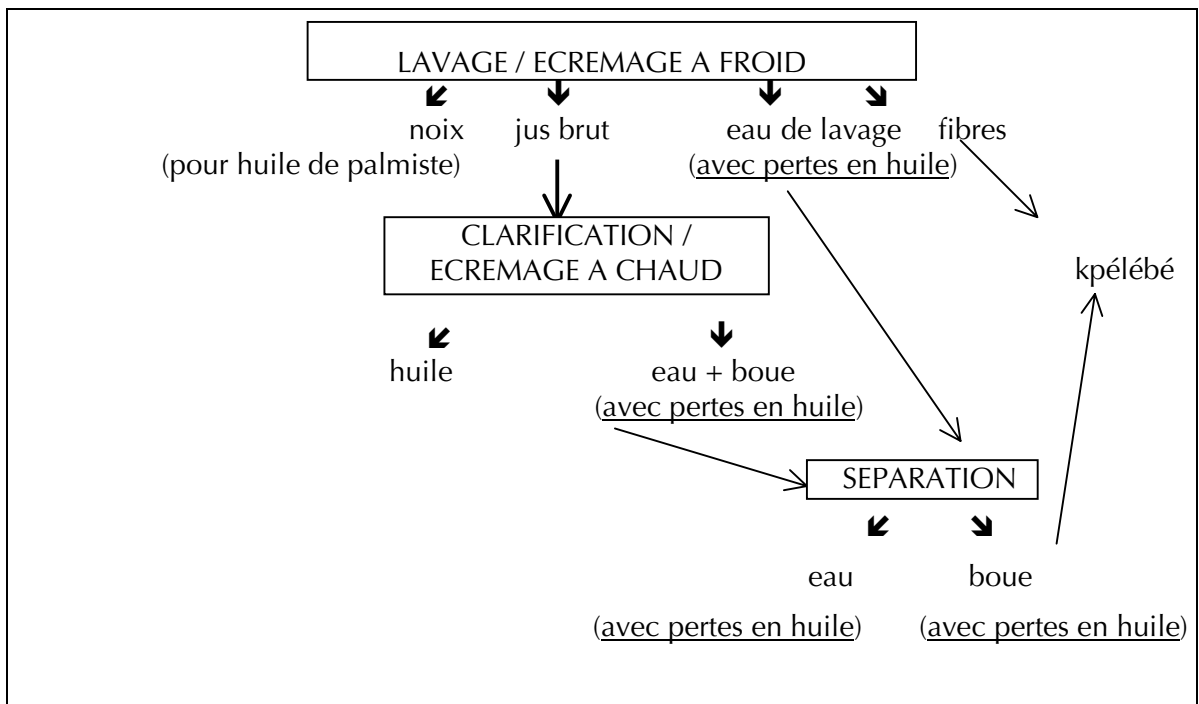 LAVAGE / ECREMAGE A FROID
noix jus brut eau de lavage fibres
(pour huile de palmiste) (avec pertes en huile)
CLARIFICATION /
ECREMAGE A CHAUD
kpélébé
huile eau + boue
(avec pertes en huile)
SEPARATION
eau boue
(avec pertes en huile) (avec pertes en huile)